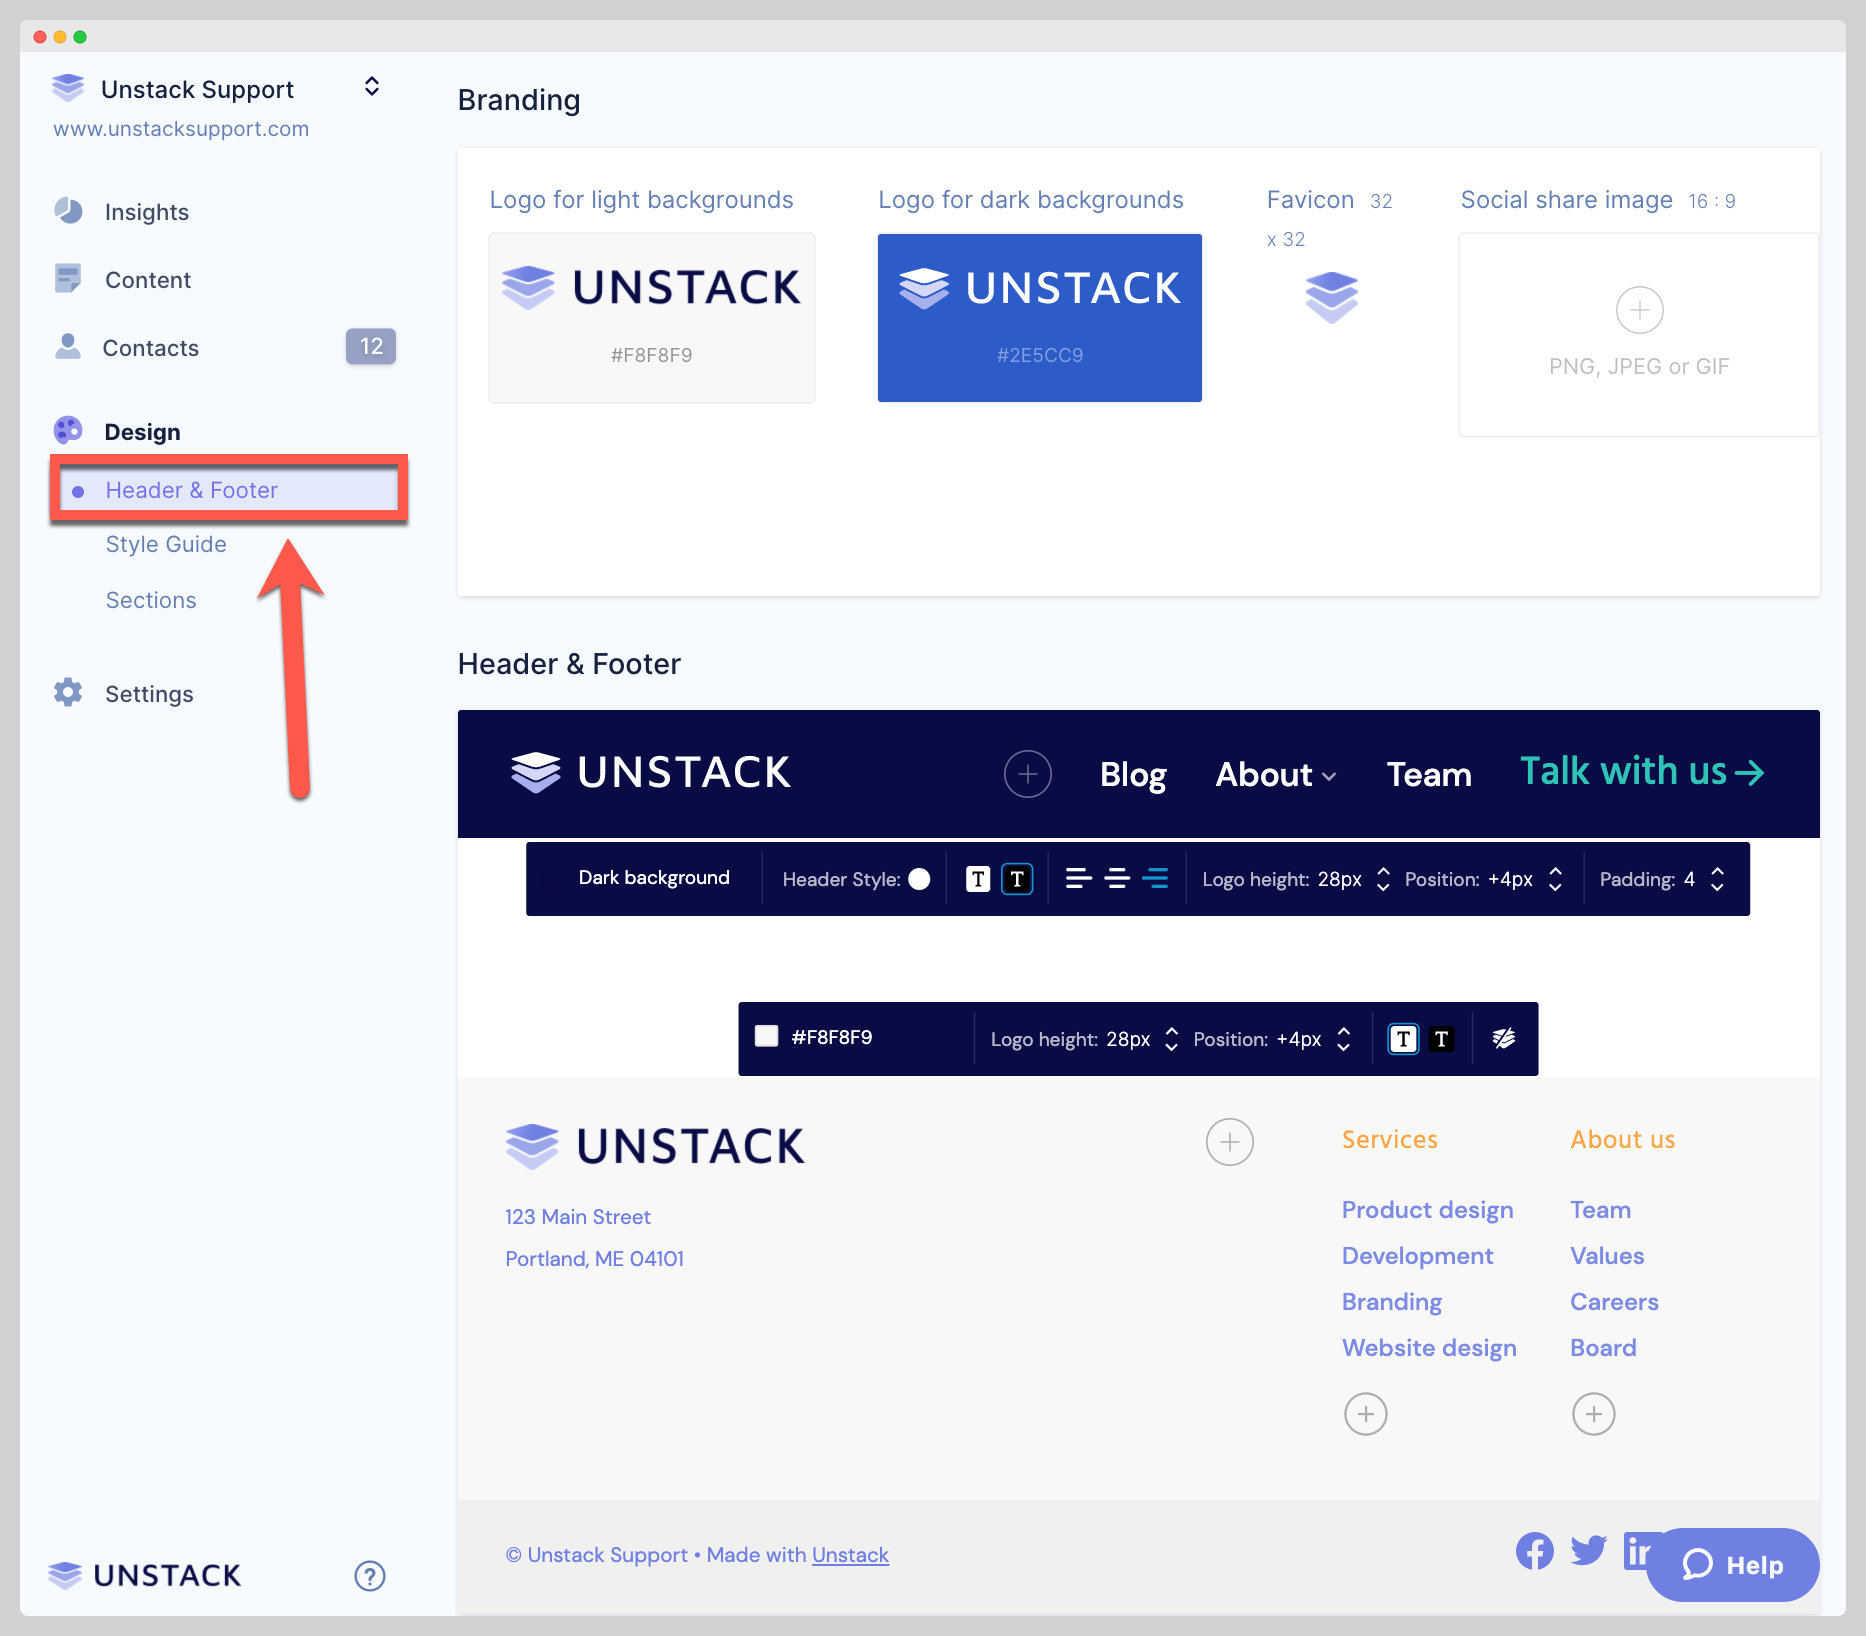 Unstack Support
www.unstacksupport.com
Insights
Content
Contacts
12
Design
Header & Footer
Style Guide
Sections
Settings
UNSTACK
?
Branding
Logo for light backgrounds
UNSTACK
#F8F8F9
Logo for dark backgrounds
UNSTACK
#2E5CC9
Favicon 32
x 32
Social share image 16 : 9
PNG, JPEG or GIF
Header & Footer
UNSTACK
Blog
About
Team
Talk with us
Dark background
Header Style:
T
T
Logo height: 28px
Position: +4px
Padding: 4
#F8F8F9
Logo height: 28px
Position: +4px
T
T
UNSTACK
123 Main Street
Portland, ME 04101
Services
Product design
Development
Branding
Website design
About us
Team
Values
Careers
Board
© Unstack Support • Made with Unstack
in
Help